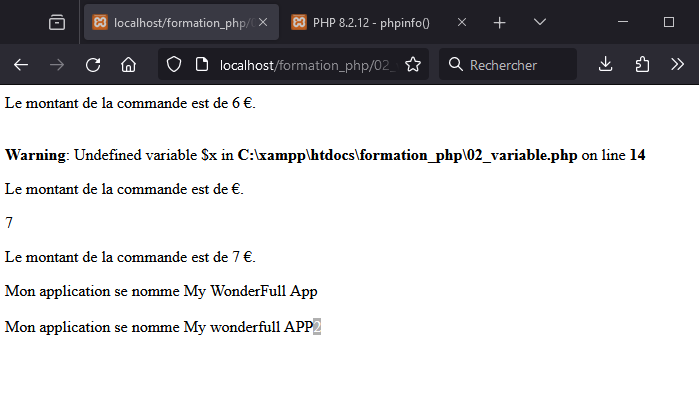 localhost/formation_php/0
PHP 8.2.12 - phpinfo()
localhost/formation_php/02_
Rechercher
Le montant de la commande est de 6 €.
Warning: Undefined variable $x in C:\xampp\htdocs\formation_php\02_variable.php on line 14
Le montant de la commande est de €.
7
Le montant de la commande est de 7 €.
Mon application se nomme My WonderFull App
Mon application se nomme My wonderfull APP2